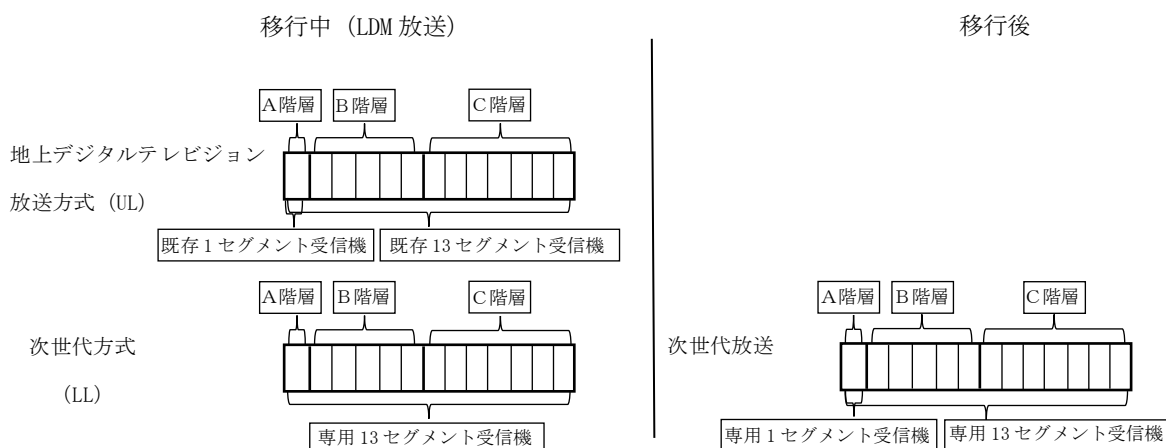 移行中 (LDM 放送)
移行後
A階層
B階層
C階層
地上デジタルテレビジョン
放送方式 (UL)
既存1セグメント受信機
既存13セグメント受信機
A階層
B階層
C階層
次世代方式
(LL)
専用13セグメント受信機
A階層
B階層
C階層
次世代放送
専用1セグメント受信機
専用13セグメント受信機